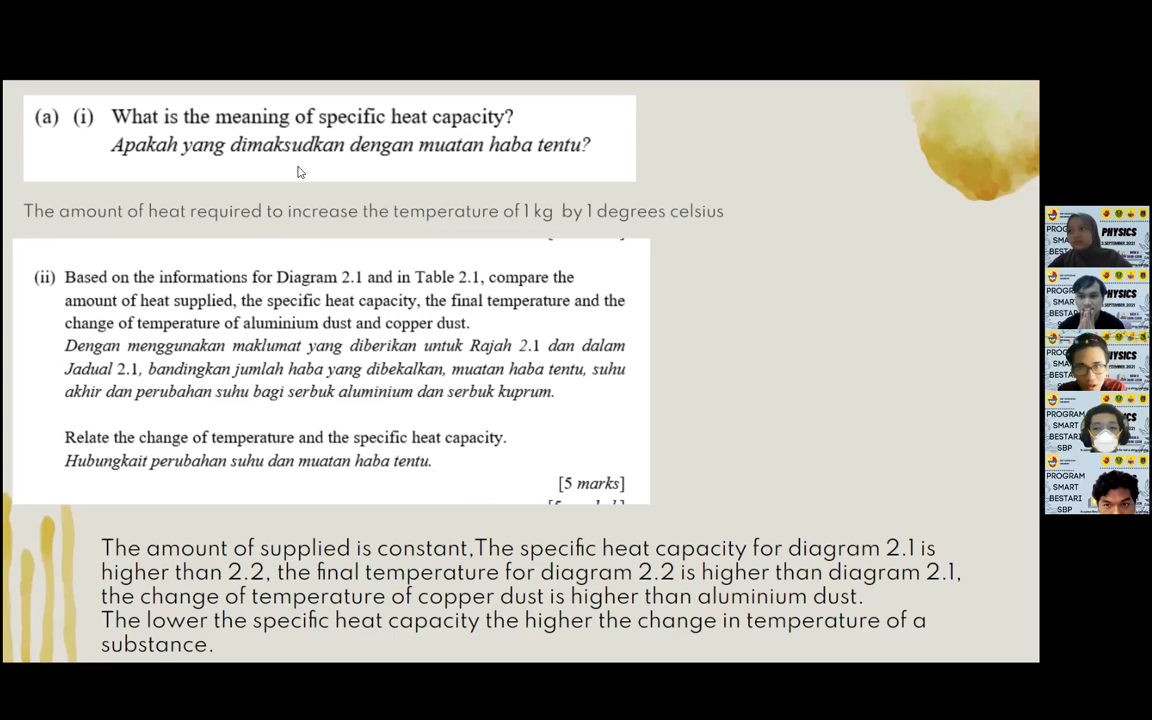 (a) (i) What is the meaning of specific heat capacity?
Apakah yang dimaksudkan dengan muatan haba tentu?
The amount of heat required to increase the temperature of 1 kg by 1 degrees celsius
(ii) Based on the informations for Diagram 2.1 and in Table 2.1, compare the
amount of heat supplied, the specific heat capacity, the final temperature and the
change of temperature of aluminium dust and copper dust.
Dengan menggunakan maklumat yang diberikan untuk Rajah 2.1 dan dalam
Jadual 2.1, bandingkan jumlah haba yang dibekalkan, muatan haba tentu, suhu
akhir dan perubahan suhu bagi serbuk aluminium dan serbuk kuprum.
Relate the change of temperature and the specific heat capacity.
Hubungkait perubahan suhu dan muatan haba tentu.
[5 marks]
The amount of supplied is constant,The specific heat capacity for diagram 2.1 is
higher than 2.2, the final temperature for diagram 2.2 is higher than diagram 2.1,
the change of temperature of copper dust is higher than aluminium dust.
The lower the specific heat capacity the higher the change in temperature of a
substance.
PHYSICS
PROGRAM
SMART
BESTARI
SBP
PROGRAM
SMART
BESTARI
SBP